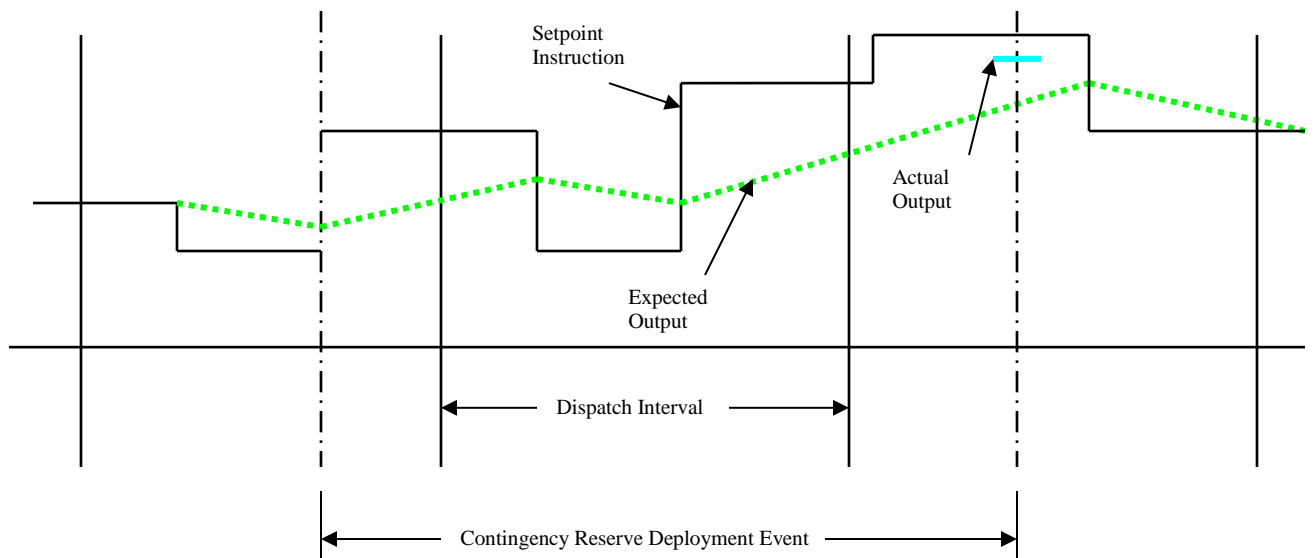 Setpoint
Instruction
Actual
Output
Expected
Output
Dispatch Interval
Contingency Reserve Deployment Event